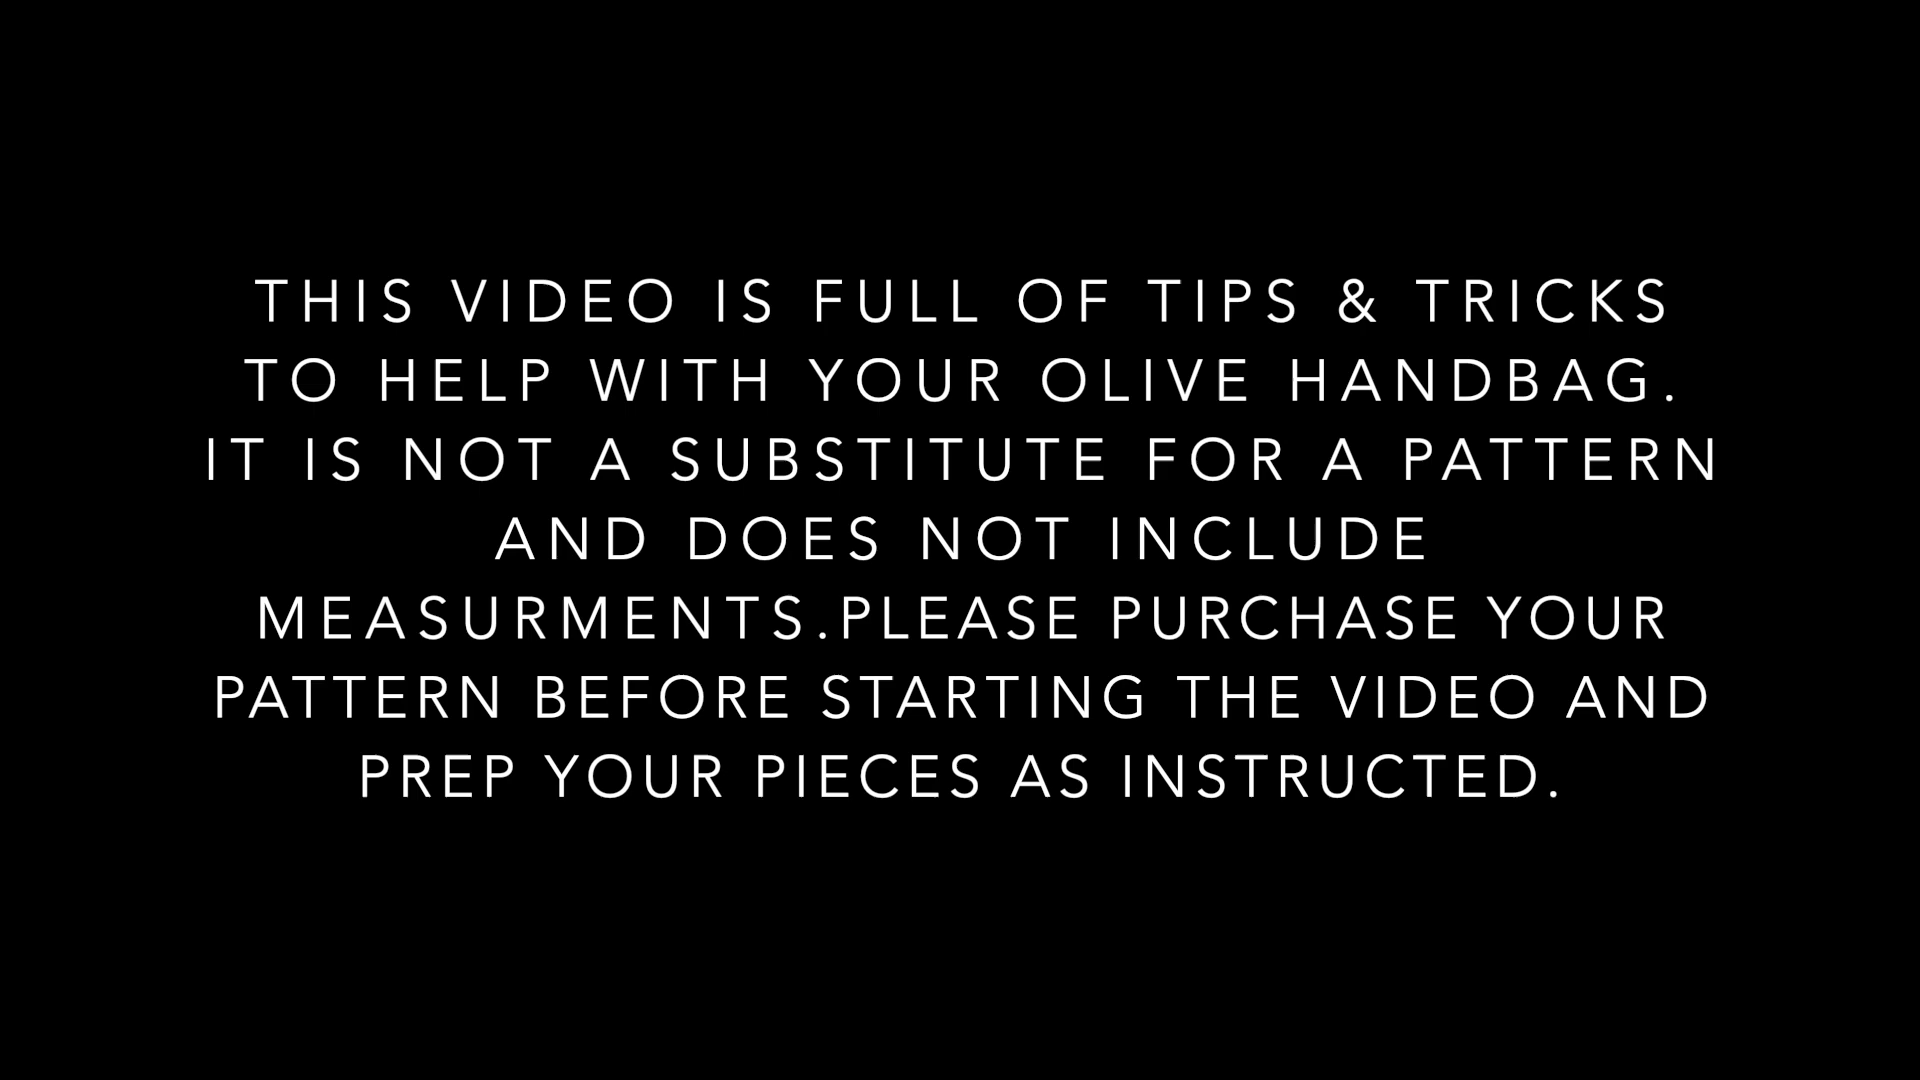 THIS VIDEO IS FULL OF TIPS & TRICKS
TO HELP WITH YOUR OLIVE HANDBAG.
IT IS NOT A SUBSTITUTE FOR A PATTERN
AND DOES NOT INCLUDE
MEASURMENTS.PLEASE PURCHASE YOUR
PATTERN BEFORE STARTING THE VIDEO AND
PREP YOUR PIECES AS INSTRUCTED.